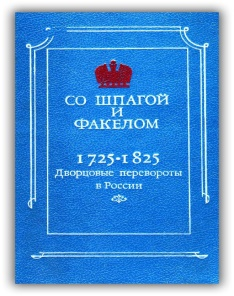 СО ШПАГОЙ
И
ФАКЕЛОМ
1725-1825
Дворцовые перевороты
в России